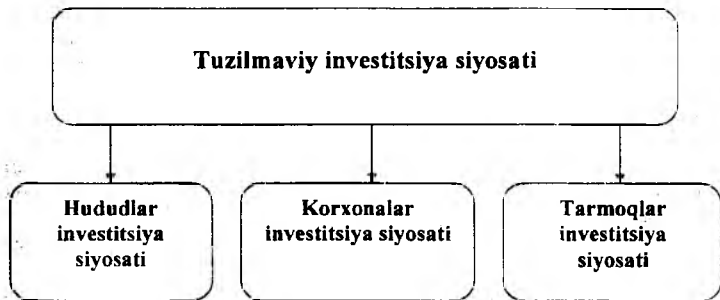 Tuzilmaviy investitsiya siyosati
Hududlar
investitsiya
siyosati
Korxonalar
investitsiya siyosati
Tarmoqlar
investitsiya
siyosati